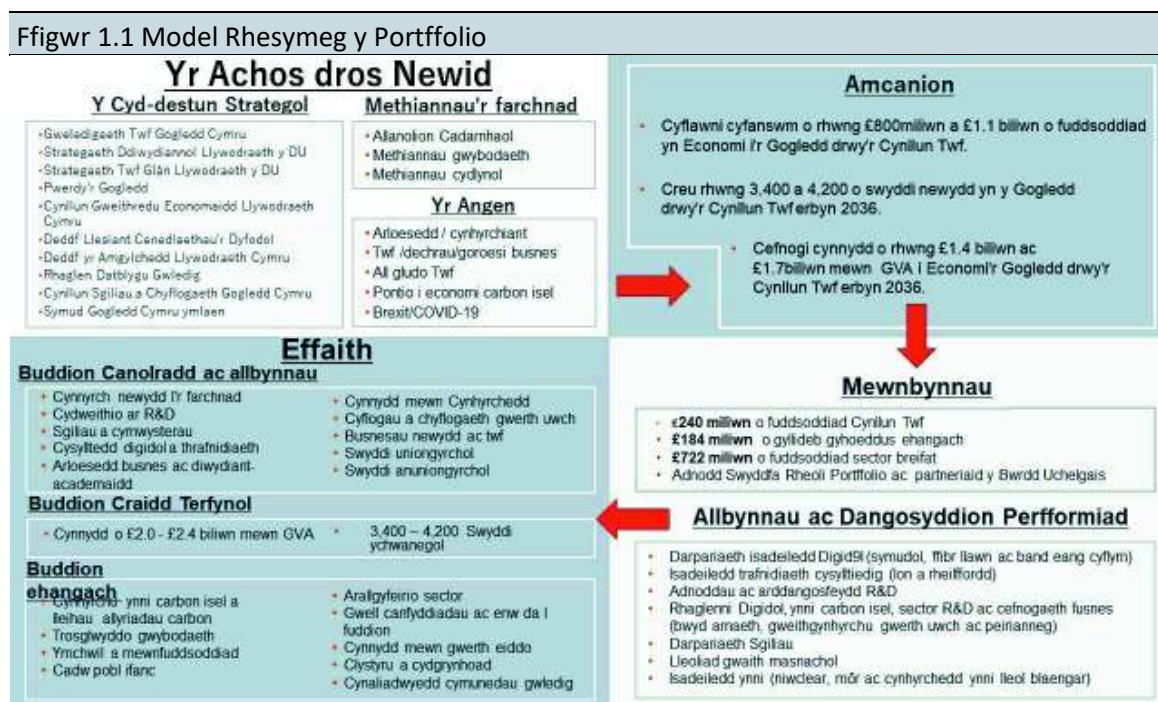 Ffigwr 1.1 Model Rhesymeg y Portffolio
Yr Achos dros Newid
Y Cyd-destun Strategol
•Gweledigaeth Twf Gogledd Cymru
•Strategaeth Ddiwydiannol Llywodraeth y DU
•Strategaeth Twf Glân Llywodraeth y DU
•Pwerdy'r Gogledd
•Cynllun Gweithredu Economaidd Llywodraeth
Cymru
•Deddf Llesiant Cenedlaethau'r Dyfodol
•Deddf yr Amgylchedd Llywodraeth Cymru
•Rhaglen Datblygu Gwledig
•Cynllun Sgiliau a Chyflogaeth Gogledd Cymru
•Symud Gogledd Cymru ymlaen
Methiannau'r farchnad
• Allanolion Cadarnhaol
• Methiannau gwybodaeth
• Methiannau cydlynol
Yr Angen
• Arloesedd / cynhyrchiant
• Twf /dechrau/goroesi busnes
• Ail gludo Twf
• Pontio i economi carbon isel
• Brexit/COVID-19
Amcanion
• Cyflawni cyfanswm o rhwng £800miliwn a £1.1 biliwn o fuddsoddiad
yn Economi i'r Gogledd drwy'r Cynllun Twf.
• Creu rhwng 3,400 a 4,200 o swyddi newydd yn y Gogledd
drwy'r Cynllun Twf erbyn 2036.
• Cefnogi cynnydd o rhwng £1.4 biliwn ac
£1.7biliwn mewn GVA i Economi'r Gogledd drwy'r
Cynllun Twf erbyn 2036.
Mewnbynnau
• £240 miliwn o fuddsoddiad Cynllun Twf
• £184 miliwn o gyllideb gyhoeddus ehangach
• £722 miliwn o fuddsoddiad sector breifat
• Adnodd Swyddfa Rheoli Portffolio ac partneriaid y Bwrdd Uchelgais
Allbynnau ac Dangosyddion Perfformiad
• Darpariaeth isadeiledd Digid9l (symudol, ffibr llawn ac band eang cyflym)
• Isadeiledd trafnidiaeth cysylltiedig (lon a rheilffordd)
• Adnoddau ac arddangosfeydd R&D
• Rhaglenni Digidol, ynni carbon isel, sector R&D ac cefnogaeth fusnes
(bwyd amaeth, gweithgynhyrchu gwerth uwch ac peirianneg)
• Darpariaeth Sgiliau
• Lleoliad gwaith masnachol
• Isadeiledd ynni (niwclear, môr ac cynhyrchedd ynni lleol blaengar)
Effaith
Buddion Canolradd ac allbynnau
• Cynnyrch newydd i'r farchnad
• Cydweithio ar R&D
• Sgiliau a cymwysterau
• Cysylltedd digidol a thrafnidiaeth
• Arloesedd busnes ac diwydiant-
academaidd
• Cynnydd mewn Cynhyrchedd
• Cyflogau a chyflogaeth gwerth uwch
• Busnesau newydd ac twf
• Swyddi uniongyrchol
• Swyddi anuniongyrchol
Buddion Craidd Terfynol
• Cynnydd o £2.0 - £2.4 biliwn mewn GVA
• 3,400 – 4,200 Swyddi
ychwanegol
Buddion
ehangach
• Cynhyrchu ynni carbon isel a
lleihau allyriadau carbon
• Trosglwyddo gwybodaeth
• Ymchwil a mewnfuddsoddiad
• Cadw pobl ifanc
• Arallgyfeirio sector
• Gwell canfyddiadau ac enw da I
fuddion
• Cynnydd mewn gwerth eiddo
• Clystyru a cydgrynhoad
• Cynaliadwyedd cymunedau gwledig